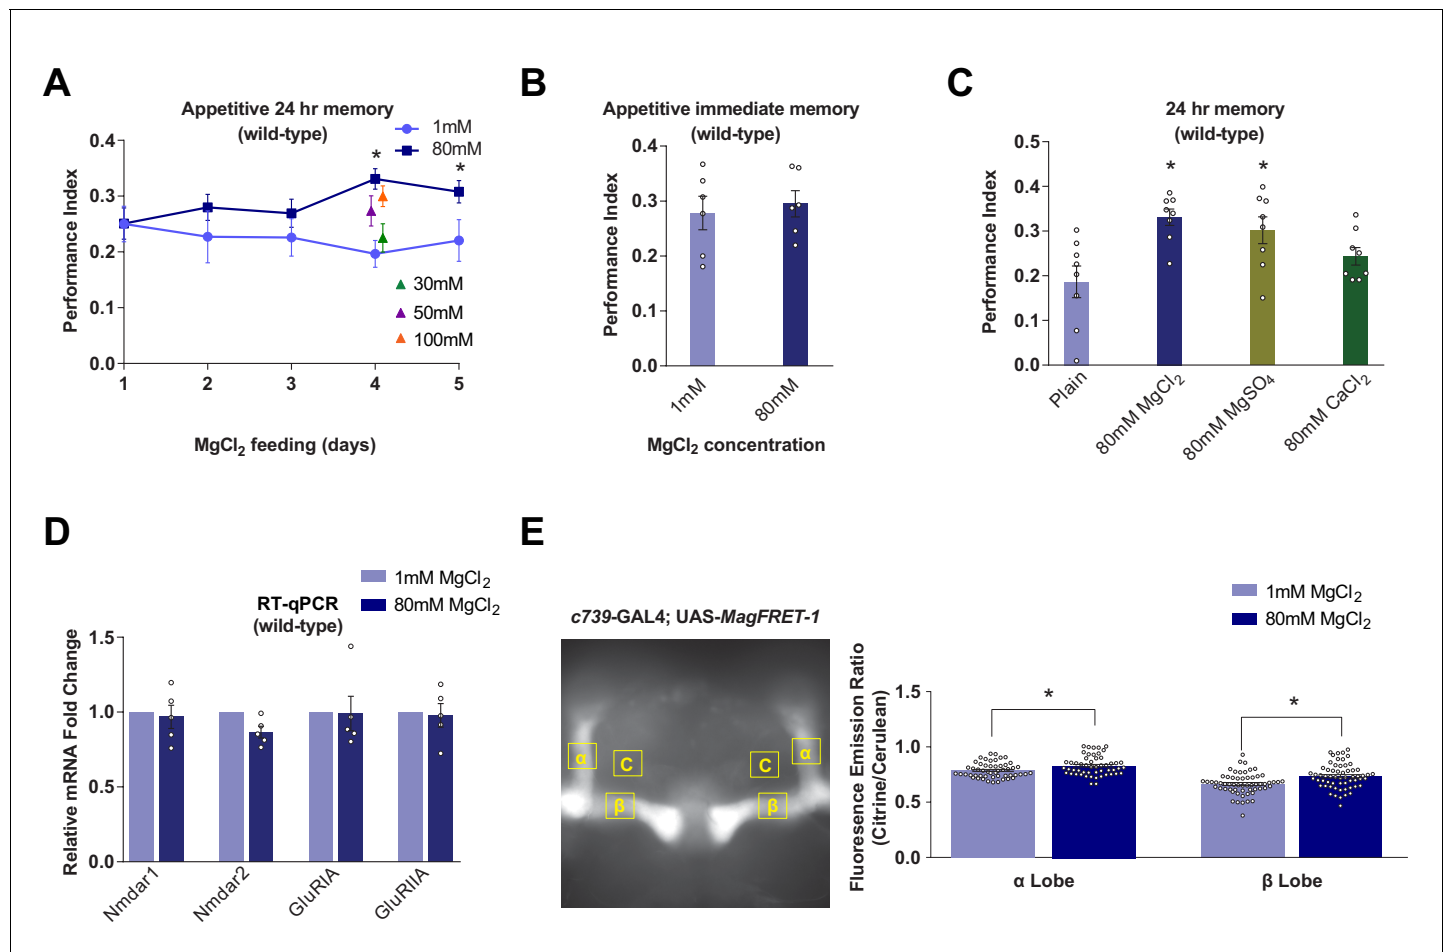 A
Appetitive 24 hr memory
(wild-type)
1mM
80mM
Performance Index
0.4
0.3
0.2
0.1
0.0
*
*
30mM
50mM
100mM
1 2 3 4 5
MgCl2 feeding (days)
B
Appetitive immediate memory
(wild-type)
Performance Index
0.4
0.3
0.2
0.1
0.0
1mM
80mM
MgCl2 concentration
C
24 hr memory
(wild-type)
Performance Index
0.5
0.4
0.3
0.2
0.1
0.0
*
*
Plain
80mM MgCl2
80mM MgSO4
80mM CaCl2
D
1mM MgCl2
80mM MgCl2
RT-qPCR
(wild-type)
Relative mRNA Fold Change
1.5
1.0
0.5
0.0
Nmdar1
Nmdar2
GluRIA
GluRIIA
E
c739-GAL4; UAS-MagFRET-1
α C C α
β β
1mM MgCl2
80mM MgCl2
Fluoresence Emission Ratio
(Citrine/Cerulean)
1.5
1.0
0.5
0.0
*
*
α Lobe
β Lobe